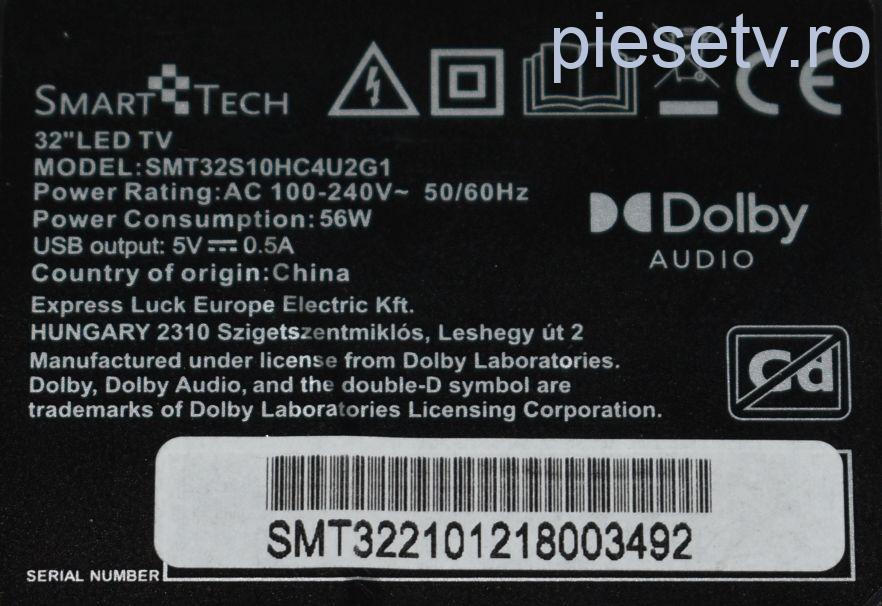 piesetv.ro
SMART TECH
32"LED TV
MODEL:SMT32S10HC4U2G1
Power Rating:AC 100-240V~ 50/60Hz
Power Consumption:56W
USB output: 5V⎓0.5A
Country of origin:China
Express Luck Europe Electric Kft.
HUNGARY 2310 Szigetszentmiklós, Leshegy út 2
Manufactured under license from Dolby Laboratories.
Dolby, Dolby Audio, and the double-D symbol are
trademarks of Dolby Laboratories Licensing Corporation.
CE
Dolby
AUDIO
Cd
SMT322101218003492
SERIAL NUMBER